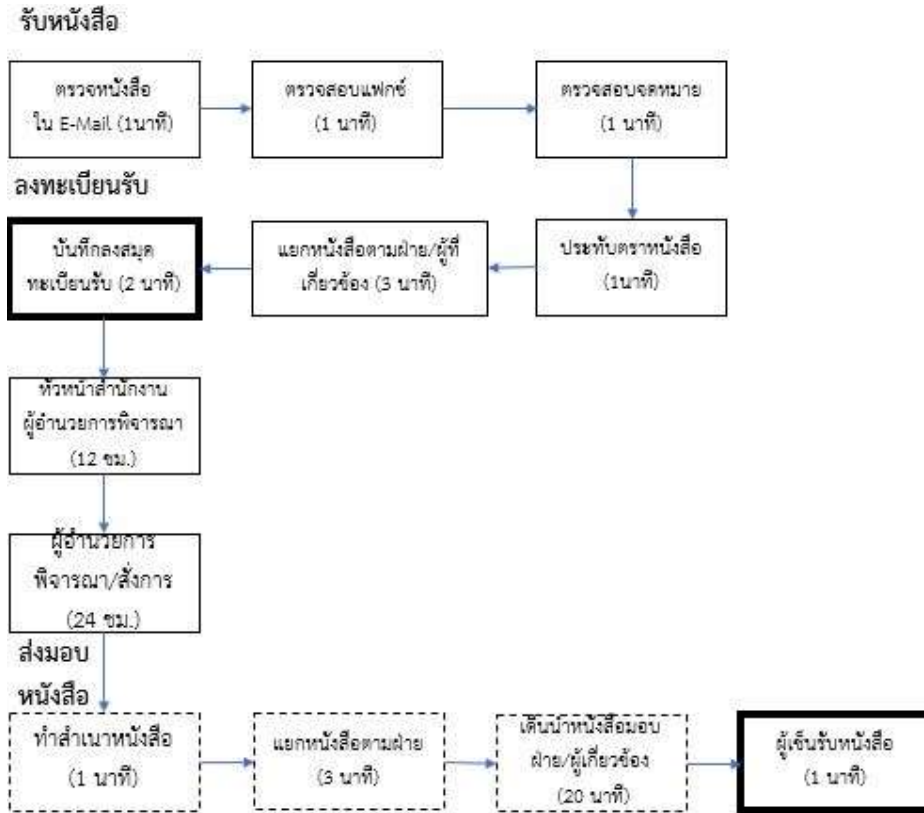 รับหนังสือ
ตรวจหนังสือ
ใน E-Mail (1นาที)
ตรวจสอบแฟกซ์
(1 นาที)
ตรวจสอบจดหมาย
(1 นาที)
ลงทะเบียนรับ
ประทับตราหนังสือ
(1นาที)
แยกหนังสือตามฝ่าย/ผู้ที่
เกี่ยวข้อง (3 นาที)
บันทึกลงสมุด
ทะเบียนรับ (2 นาที)
หัวหน้าสำนักงาน
ผู้อำนวยการพิจารณา
(12 ชม.)
ผู้อำนวยการ
พิจารณา/สั่งการ
(24 ชม.)
ส่งมอบ
หนังสือ
ทำสำเนาหนังสือ
(1 นาที)
แยกหนังสือตามฝ่าย
(3 นาที)
เดินนำหนังสือมอบ
ฝ่าย/ผู้เกี่ยวข้อง
(20 นาที)
ผู้เซ็นรับหนังสือ
(1 นาที)